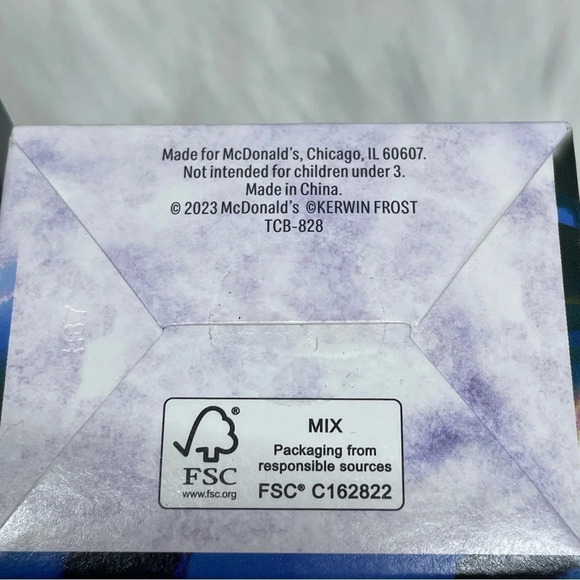 Made for McDonald's, Chicago, IL 60607.
Not intended for children under 3.
Made in China.
© 2023 McDonald's ©KERWIN FROST
TCB-828
FSC
www.fsc.org
MIX
Packaging from
responsible sources
FSC® C162822